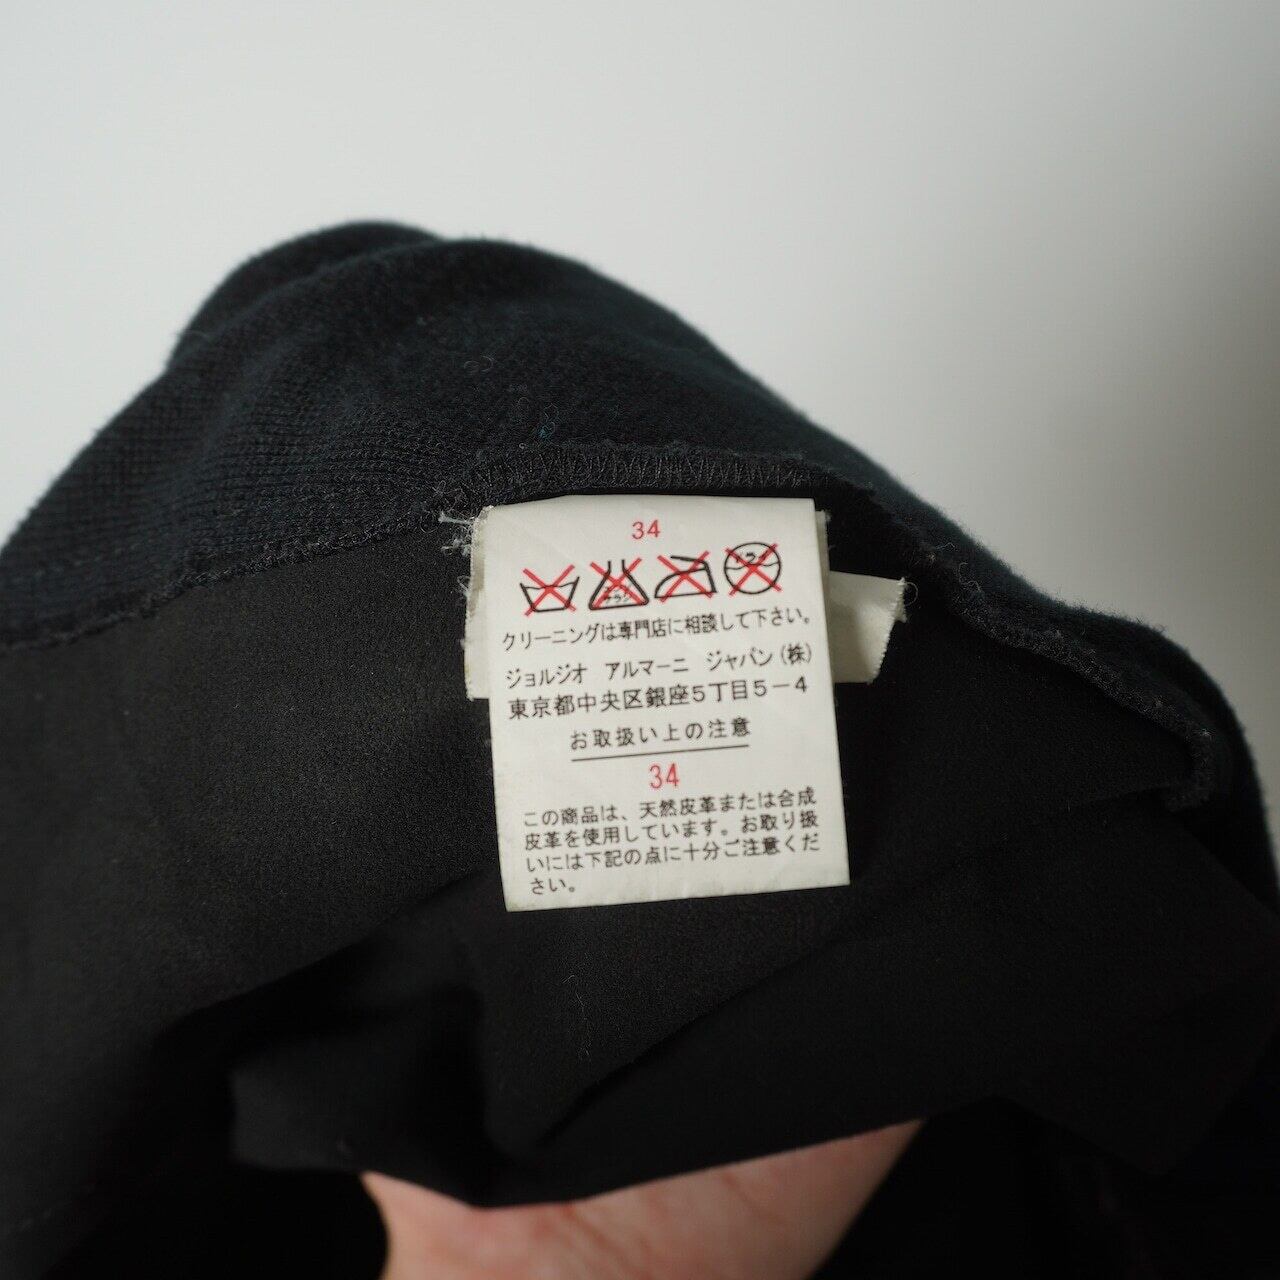 34
ドライ
クリーニングは専門店に相談して下さい。
ジョルジオ アルマーニ ジャパン(株)
東京都中央区銀座5丁目5-4
お取扱い上の注意
34
この商品は、天然皮革または合成
皮革を使用しています。お取り扱
いには下記の点に十分ご注意くだ
さい。